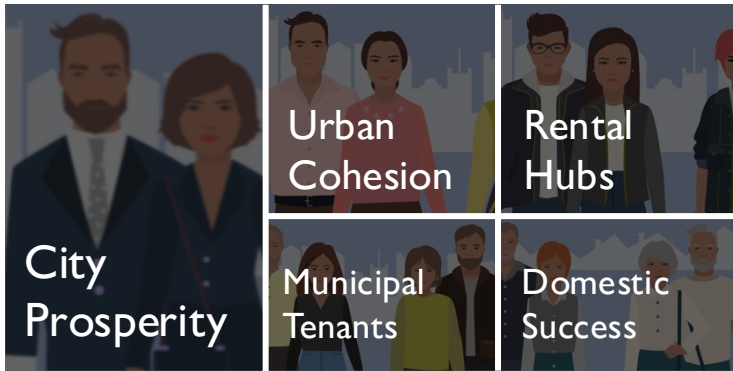 City
Prosperity
Urban
Cohesion
Rental
Hubs
Municipal
Tenants
Domestic
Success